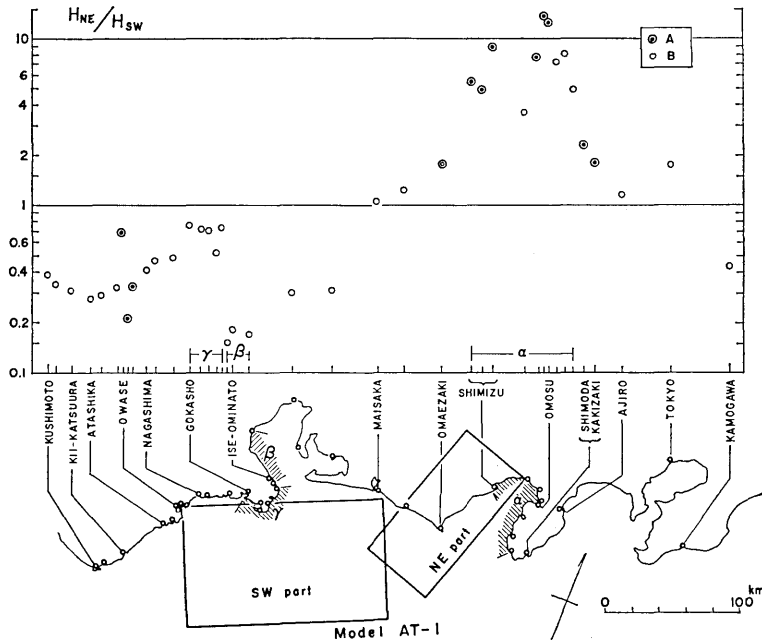 H_NE/H_SW
A
B
10
6
4
2
1
0.6
0.4
0.2
0.1
γ
β
α
KUSHIMOTO
KII-KATSUURA
ATASHIKA
OWASE
NAGASHIMA
GOKASHO
ISE-OMINATO
MAISAKA
OMAEZAKI
SHIMIZU
OMOSU
SHIMODA
KAKIZAKI
AJIRO
TOKYO
KAMOGAWA
β
α
SW part
NE part
0 100 km
Model AT-1